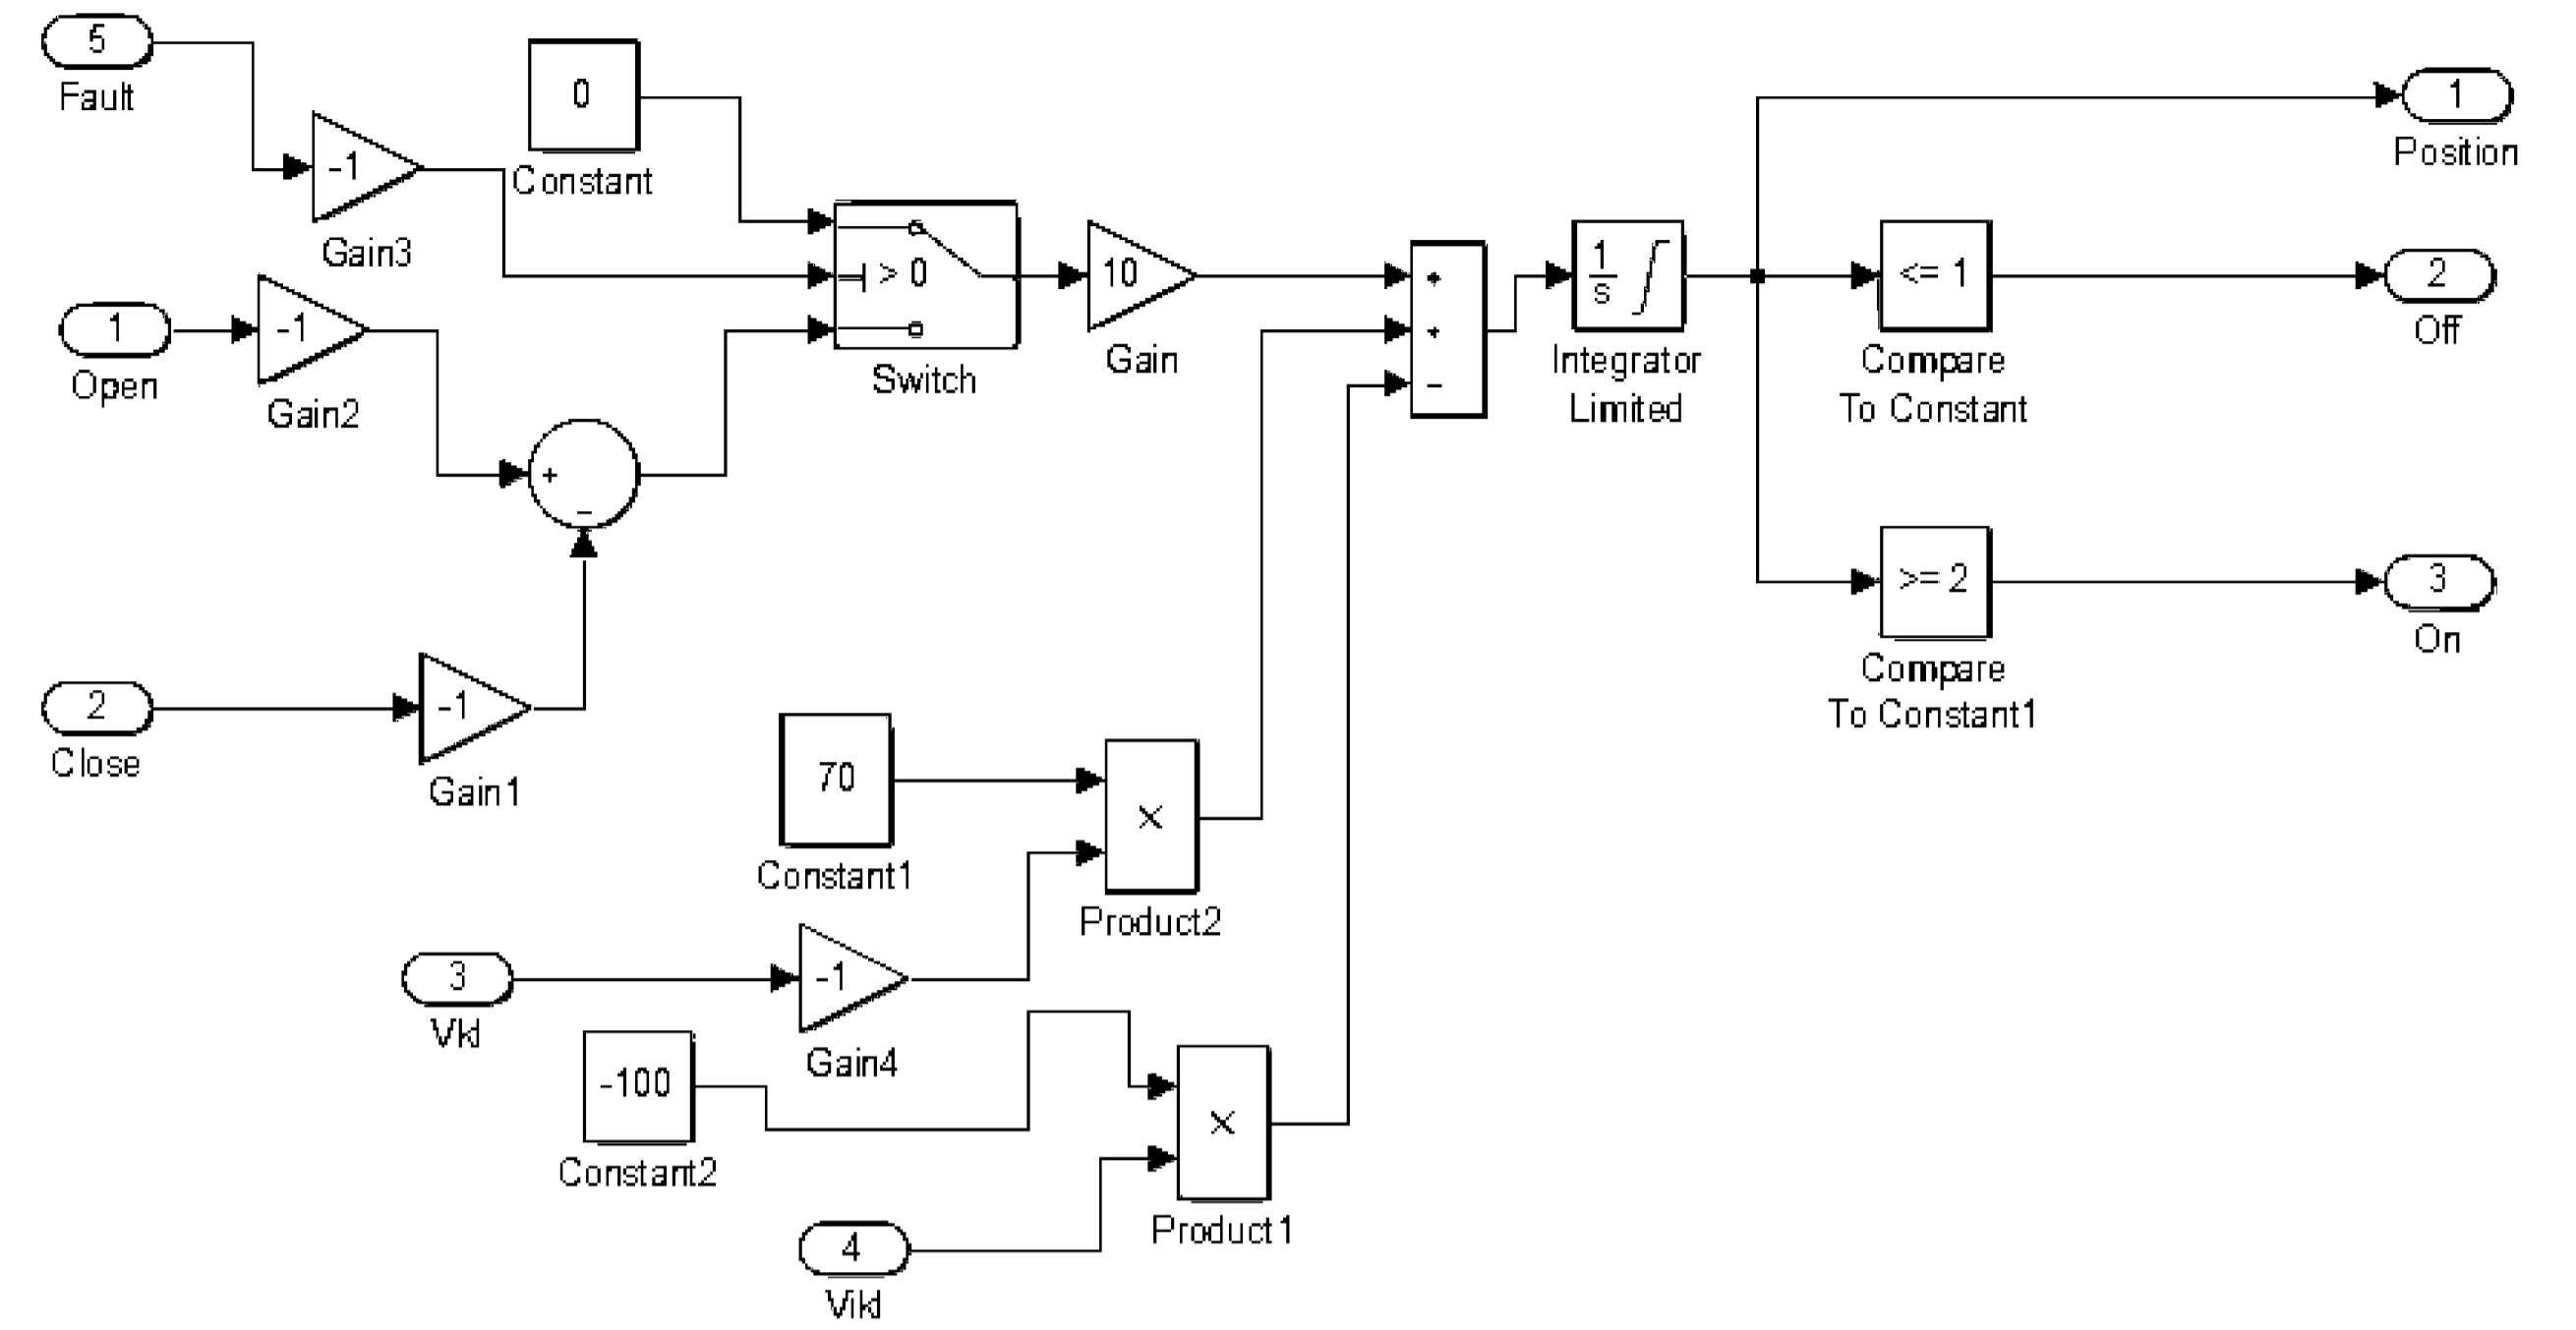 5
Fault
-1
Gain3
0
Constant
1
Open
-1
Gain2
> 0
Switch
10
Gain
+
+
−
1
s
Integrator
Limited
1
Position
<= 1
Compare
To Constant
2
Off
>= 2
Compare
To Constant1
3
On
+
−
2
Close
-1
Gain1
70
Constant1
×
Product2
3
Vkl
-1
Gain4
-100
Constant2
×
Product1
4
Vikl